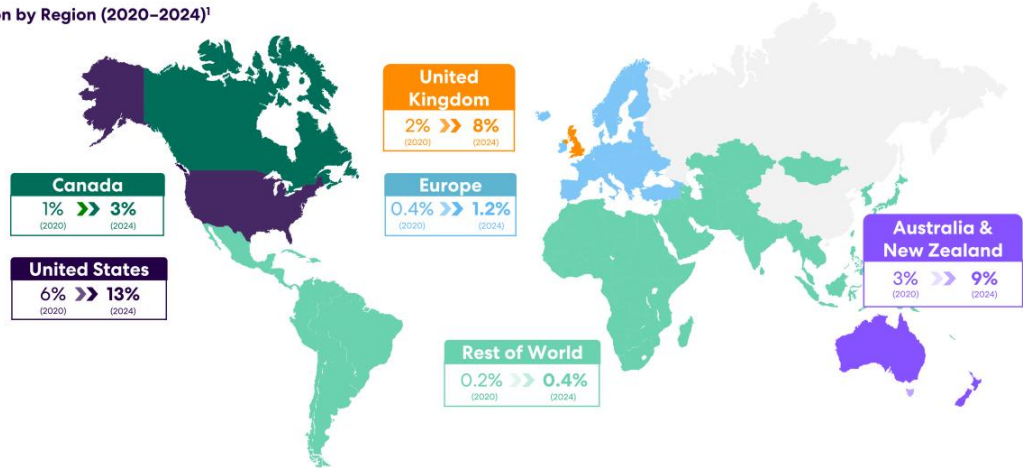 on by Region (2020–2024)¹
United
Kingdom
2% 8%
(2020) (2024)
Canada
1% 3%
(2020) (2024)
Europe
0.4% 1.2%
(2020) (2024)
Australia &
New Zealand
3% 9%
(2020) (2024)
United States
6% 13%
(2020) (2024)
Rest of World
0.2% 0.4%
(2020) (2024)